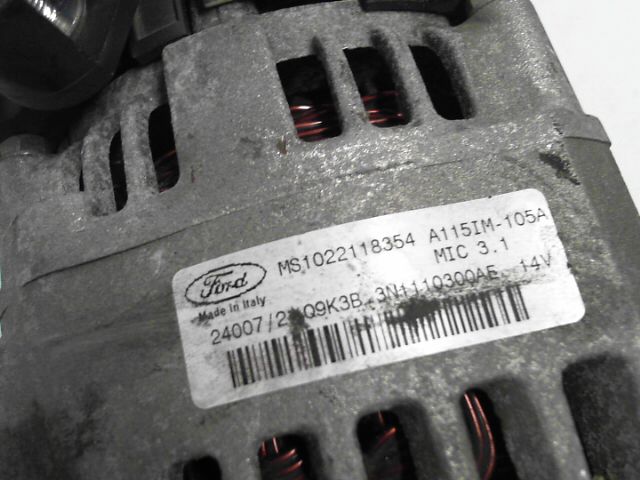 Ford
Made in Italy
MS1022118354 A115IM-105A
MIC 3.1
14V